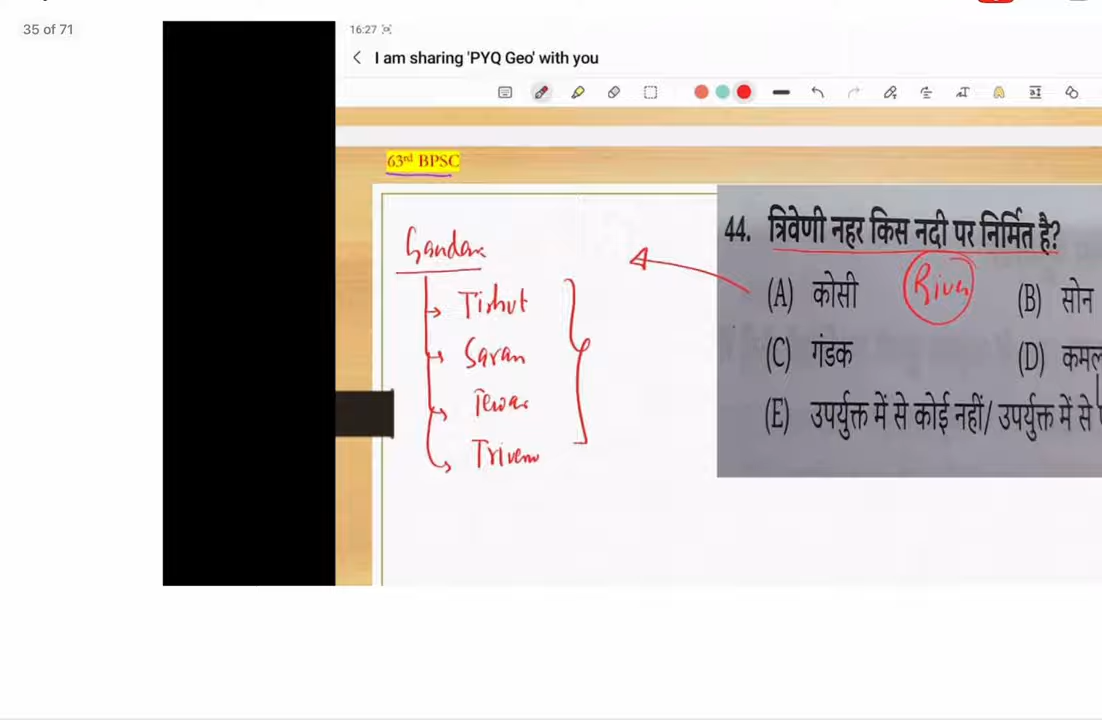 35 of 71
16:27
I am sharing 'PYQ Geo' with you
63rd BPSC
44. त्रिवेणी नहर किस नदी पर निर्मित है?
(A) कोसी
River
(B) सोन
(C) गंडक
(D) कमल
(E) उपर्युक्त में से कोई नहीं/ उपर्युक्त में से
Gandak
Tirhut
Saran
Triveni